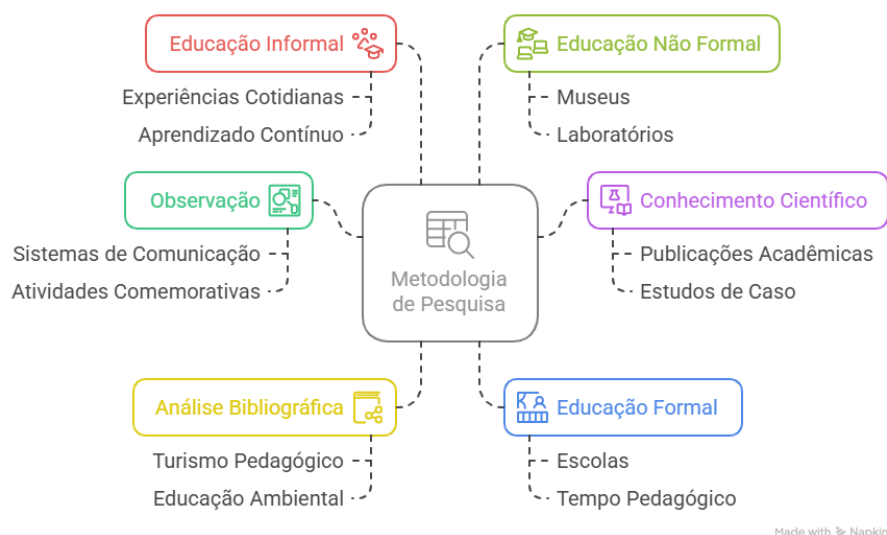 Educação Informal
Experiências Cotidianas
Aprendizado Contínuo
Educação Não Formal
Museus
Laboratórios
Observação
Sistemas de Comunicação
Atividades Comemorativas
Metodologia
de Pesquisa
Conhecimento Científico
Publicações Acadêmicas
Estudos de Caso
Análise Bibliográfica
Turismo Pedagógico
Educação Ambiental
Educação Formal
Escolas
Tempo Pedagógico
Made with Napkin